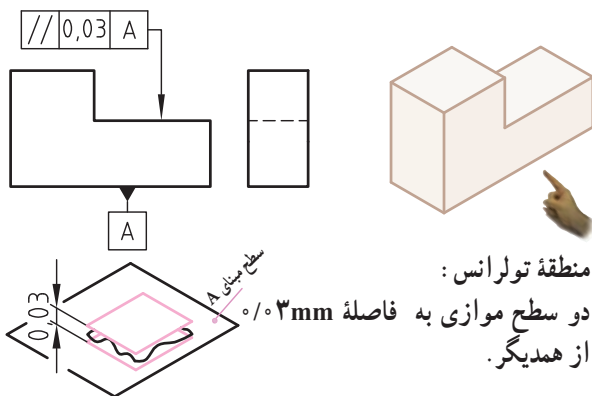 // 0,03 A
A
سطح مبنای A
0,03
منطقهٔ تولرانس :
دو سطح موازی به فاصلهٔ ۰/۰۳mm
از همدیگر.